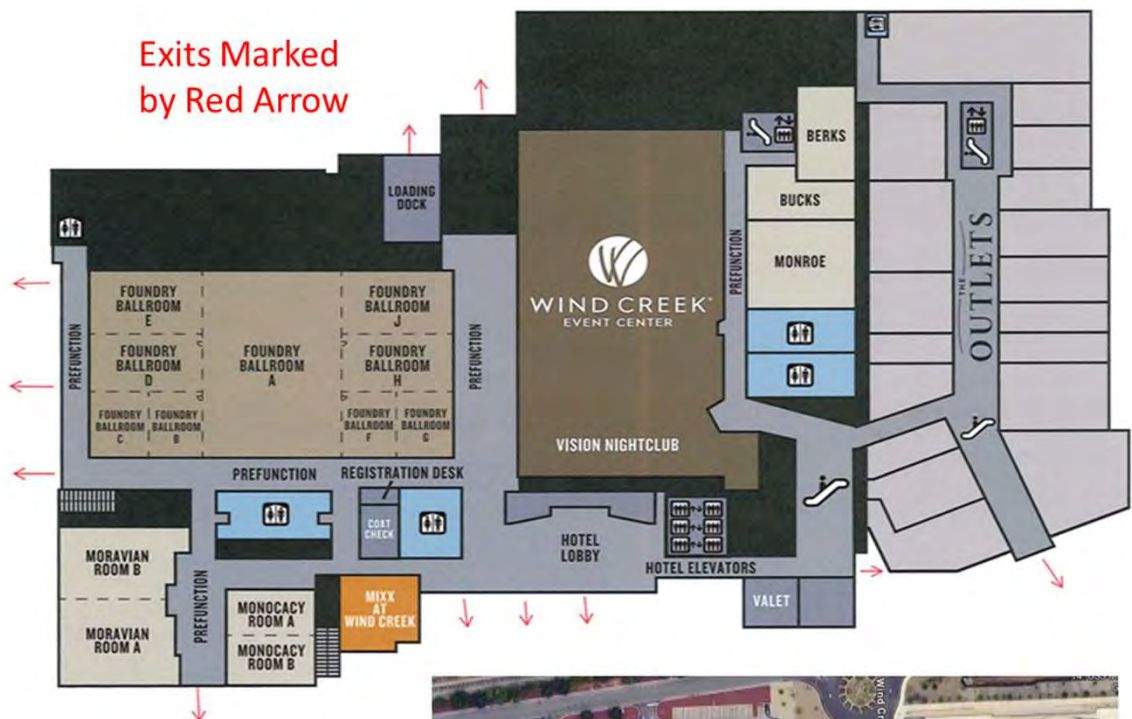 Exits Marked
by Red Arrow
LOADING
DOCK
BERKS
BUCKS
MONROE
PREFUNCTION
THE
OUTLETS
WIND CREEK
EVENT CENTER
VISION NIGHTCLUB
PREFUNCTION
FOUNDRY
BALLROOM
E
FOUNDRY
BALLROOM
J
FOUNDRY
BALLROOM
D
FOUNDRY
BALLROOM
A
FOUNDRY
BALLROOM
H
FOUNDRY
BALLROOM
C
FOUNDRY
BALLROOM
B
FOUNDRY
BALLROOM
F
FOUNDRY
BALLROOM
G
PREFUNCTION
PREFUNCTION
REGISTRATION DESK
COAT
CHECK
HOTEL
LOBBY
HOTEL ELEVATORS
VALET
MORAVIAN
ROOM B
MORAVIAN
ROOM A
PREFUNCTION
MONOCACY
ROOM A
MONOCACY
ROOM B
MIXX
AT
WIND CREEK